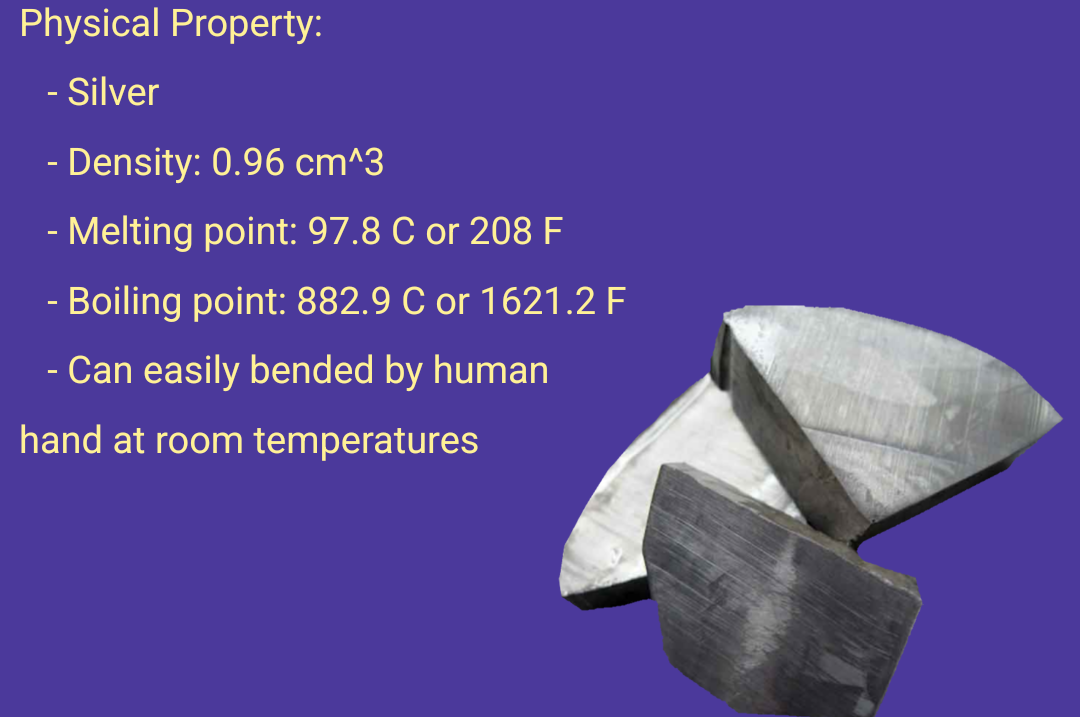 Physical Property:
- Silver
- Density: 0.96 cm^3
- Melting point: 97.8 C or 208 F
- Boiling point: 882.9 C or 1621.2 F
- Can easily bended by human
hand at room temperatures